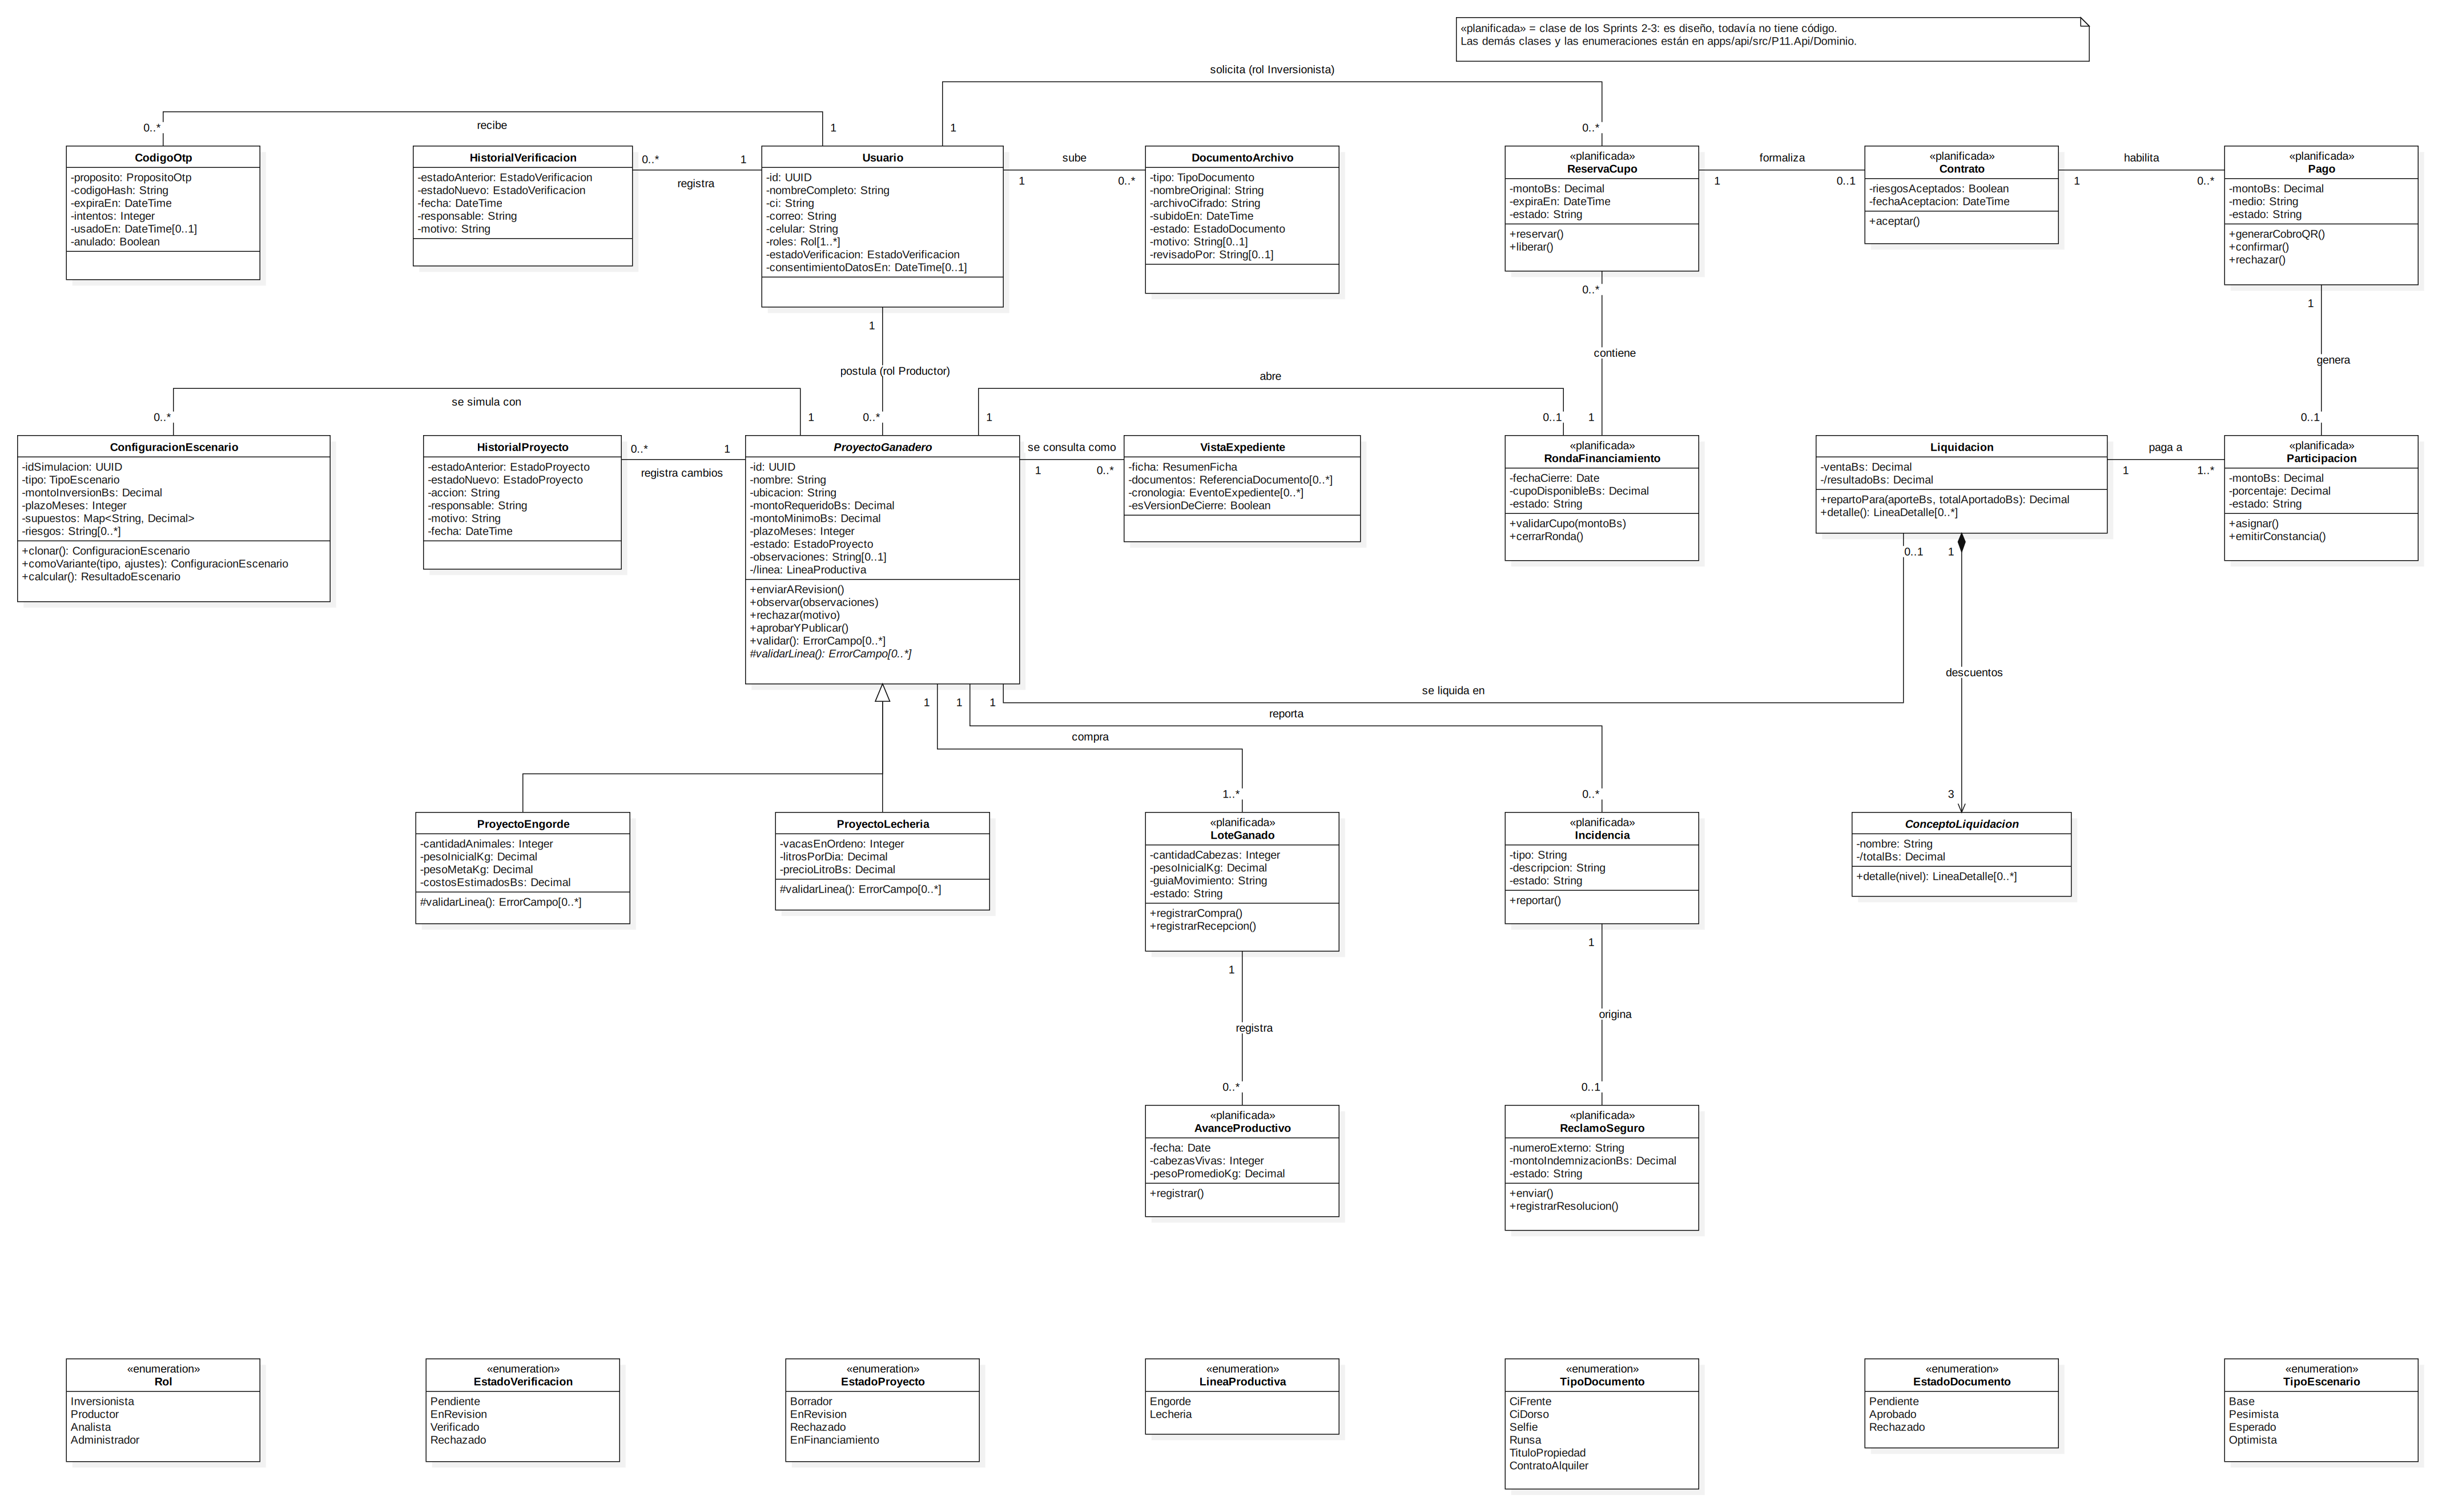 «planificada» = clase de los Sprints 2-3: es diseño, todavía no tiene código.
Las demás clases y las enumeraciones están en apps/api/src/P11.Api/Dominio.
solicita (rol Inversionista)
1
0..*
recibe
0..*
1
CodigoOtp
-proposito: PropositoOtp
-codigoHash: String
-expiraEn: DateTime
-intentos: Integer
-usadoEn: DateTime[0..1]
-anulado: Boolean
HistorialVerificacion
-estadoAnterior: EstadoVerificacion
-estadoNuevo: EstadoVerificacion
-fecha: DateTime
-responsable: String
-motivo: String
0..*
1
registra
Usuario
-id: UUID
-nombreCompleto: String
-ci: String
-correo: String
-celular: String
-roles: Rol[1..*]
-estadoVerificacion: EstadoVerificacion
-consentimientoDatosEn: DateTime[0..1]
sube
1
0..*
DocumentoArchivo
-tipo: TipoDocumento
-nombreOriginal: String
-archivoCifrado: String
-subidoEn: DateTime
-estado: EstadoDocumento
-motivo: String[0..1]
-revisadoPor: String[0..1]
«planificada»
ReservaCupo
-montoBs: Decimal
-expiraEn: DateTime
-estado: String
+reservar()
+liberar()
formaliza
1
0..1
«planificada»
Contrato
-riesgosAceptados: Boolean
-fechaAceptacion: DateTime
+aceptar()
habilita
1
0..*
«planificada»
Pago
-montoBs: Decimal
-medio: String
-estado: String
+generarCobroQR()
+confirmar()
+rechazar()
1
postula (rol Productor)
0..*
0..*
contiene
1
1
genera
0..1
se simula con
0..*
1
abre
1
0..1
ConfiguracionEscenario
-idSimulacion: UUID
-tipo: TipoEscenario
-montoInversionBs: Decimal
-plazoMeses: Integer
-supuestos: Map<String, Decimal>
-riesgos: String[0..*]
+clonar(): ConfiguracionEscenario
+comoVariante(tipo, ajustes): ConfiguracionEscenario
+calcular(): ResultadoEscenario
HistorialProyecto
-estadoAnterior: EstadoProyecto
-estadoNuevo: EstadoProyecto
-accion: String
-responsable: String
-motivo: String
-fecha: DateTime
0..*
1
registra cambios
ProyectoGanadero
-id: UUID
-nombre: String
-ubicacion: String
-montoRequeridoBs: Decimal
-montoMinimoBs: Decimal
-plazoMeses: Integer
-estado: EstadoProyecto
-observaciones: String[0..1]
-/linea: LineaProductiva
+enviarARevision()
+observar(observaciones)
+rechazar(motivo)
+aprobarYPublicar()
+validar(): ErrorCampo[0..*]
#validarLinea(): ErrorCampo[0..*]
se consulta como
1
0..*
VistaExpediente
-ficha: ResumenFicha
-documentos: ReferenciaDocumento[0..*]
-cronologia: EventoExpediente[0..*]
-esVersionDeCierre: Boolean
«planificada»
RondaFinanciamiento
-fechaCierre: Date
-cupoDisponibleBs: Decimal
-estado: String
+validarCupo(montoBs)
+cerrarRonda()
Liquidacion
-ventaBs: Decimal
-/resultadoBs: Decimal
+repartoPara(aporteBs, totalAportadoBs): Decimal
+detalle(): LineaDetalle[0..*]
paga a
1
1..*
«planificada»
Participacion
-montoBs: Decimal
-porcentaje: Decimal
-estado: String
+asignar()
+emitirConstancia()
0..1
1
descuentos
3
se liquida en
1
1
1
reporta
compra
1..*
0..*
ProyectoEngorde
-cantidadAnimales: Integer
-pesoInicialKg: Decimal
-pesoMetaKg: Decimal
-costosEstimadosBs: Decimal
#validarLinea(): ErrorCampo[0..*]
ProyectoLecheria
-vacasEnOrdeno: Integer
-litrosPorDia: Decimal
-precioLitroBs: Decimal
#validarLinea(): ErrorCampo[0..*]
«planificada»
LoteGanado
-cantidadCabezas: Integer
-pesoInicialKg: Decimal
-guiaMovimiento: String
-estado: String
+registrarCompra()
+registrarRecepcion()
«planificada»
Incidencia
-tipo: String
-descripcion: String
-estado: String
+reportar()
ConceptoLiquidacion
-nombre: String
-/totalBs: Decimal
+detalle(nivel): LineaDetalle[0..*]
1
registra
0..*
1
origina
0..1
«planificada»
AvanceProductivo
-fecha: Date
-cabezasVivas: Integer
-pesoPromedioKg: Decimal
+registrar()
«planificada»
ReclamoSeguro
-numeroExterno: String
-montoIndemnizacionBs: Decimal
-estado: String
+enviar()
+registrarResolucion()
«enumeration»
Rol
Inversionista
Productor
Analista
Administrador
«enumeration»
EstadoVerificacion
Pendiente
EnRevision
Verificado
Rechazado
«enumeration»
EstadoProyecto
Borrador
EnRevision
Rechazado
EnFinanciamiento
«enumeration»
LineaProductiva
Engorde
Lecheria
«enumeration»
TipoDocumento
CiFrente
CiDorso
Selfie
Runsa
TituloPropiedad
ContratoAlquiler
«enumeration»
EstadoDocumento
Pendiente
Aprobado
Rechazado
«enumeration»
TipoEscenario
Base
Pesimista
Esperado
Optimista